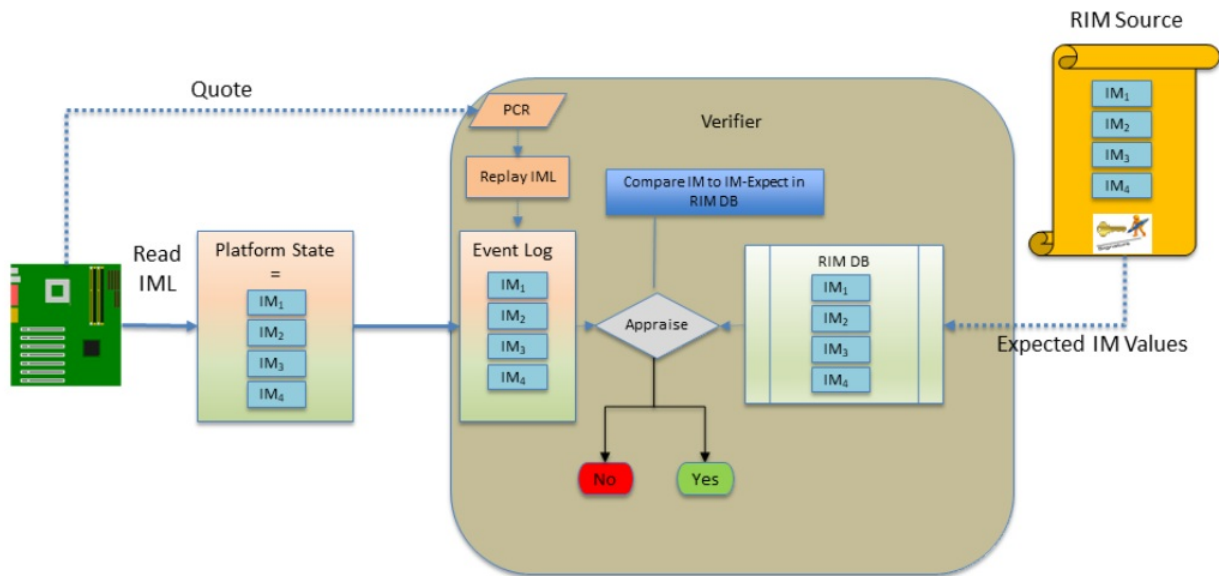 RIM Source
IM₁
IM₂
IM₃
IM₄
Quote
PCR
Verifier
Replay IML
Compare IM to IM-Expect in
RIM DB
Read
IML
Platform State
=
IM₁
IM₂
IM₃
IM₄
Event Log
IM₁
IM₂
IM₃
IM₄
Appraise
RIM DB
IM₁
IM₂
IM₃
IM₄
Expected IM Values
No
Yes